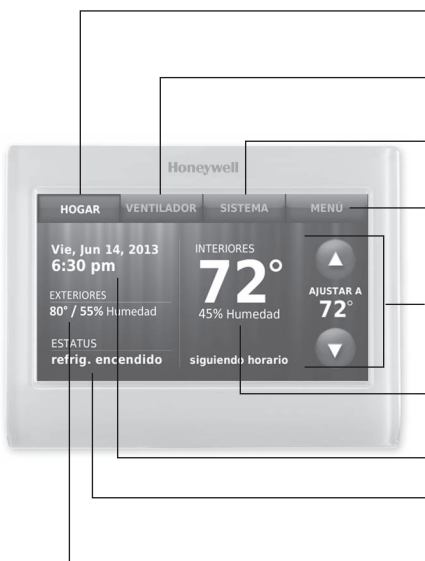 Honeywell
HOGAR VENTILADOR SISTEMA MENÚ
Vie, Jun 14, 2013
6:30 pm
EXTERIORES
80° / 55% Humedad
ESTATUS
refrig. encendido
INTERIORES
72°
45% Humedad
siguiendo horario
AJUSTAR A
72°